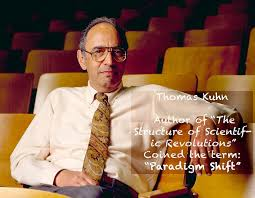 Thomas Kuhn
Author of "The
Structure of Scientif-
ic Revolutions"
Coined the term:
"Paradigm Shift"